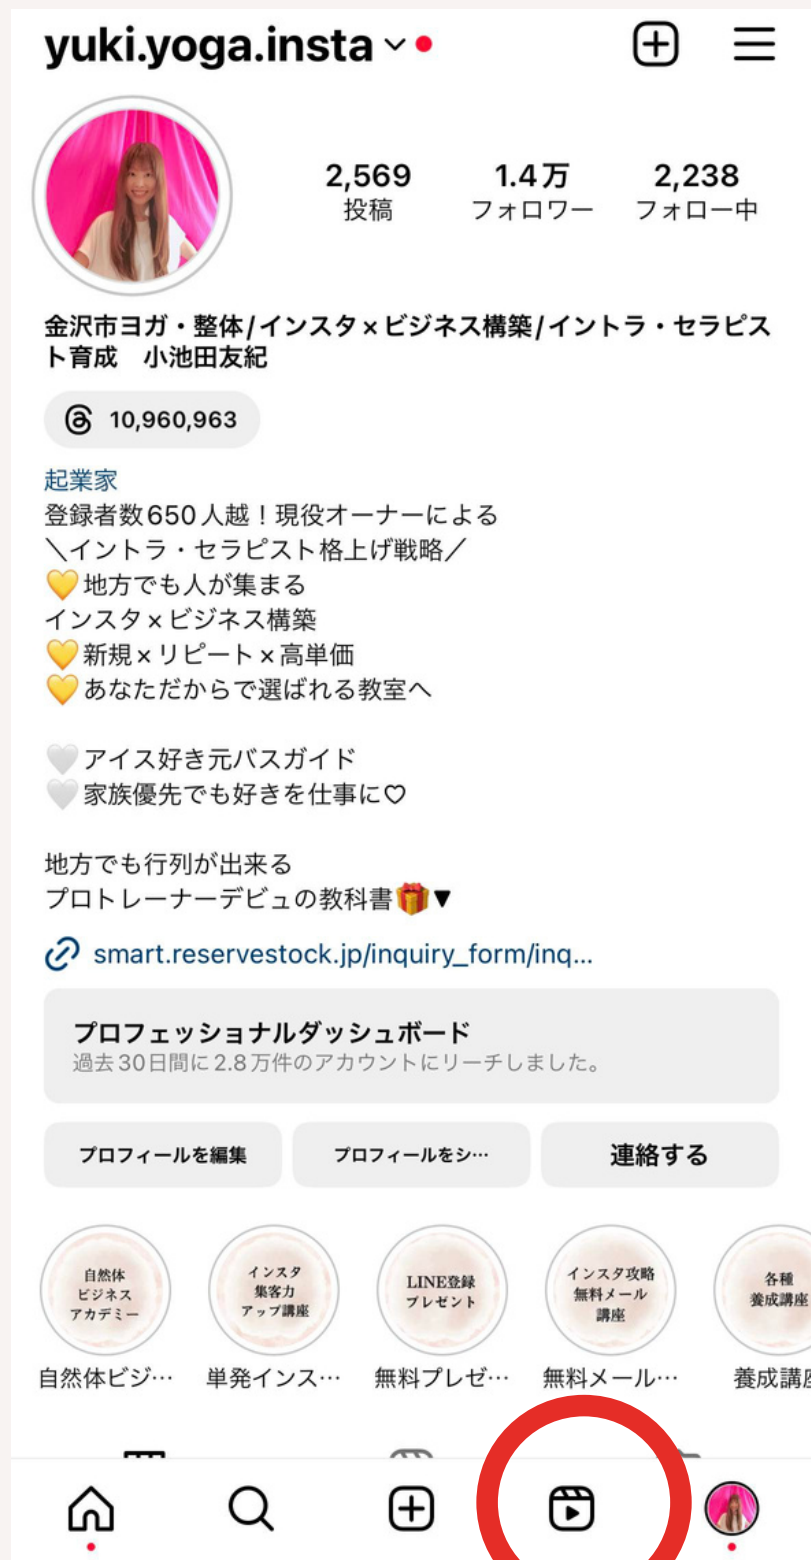 yuki.yoga.insta
2,569
投稿
1.4万
フォロワー
2,238
フォロー中
金沢市ヨガ・整体/インスタ×ビジネス構築/イントラ・セラピス
ト育成　小池田友紀
10,960,963
起業家
登録者数650人越！現役オーナーによる
＼イントラ・セラピスト格上げ戦略／
💛地方でも人が集まる
インスタ×ビジネス構築
💛新規×リピート×高単価
💛あなただからで選ばれる教室へ
🤍アイス好き元バスガイド
🤍家族優先でも好きを仕事に♡
地方でも行列が出来る
プロトレーナーデビュの教科書🎁▼
smart.reservestock.jp/inquiry_form/inq...
プロフェッショナルダッシュボード
過去30日間に2.8万件のアカウントにリーチしました。
プロフィールを編集
プロフィールをシ…
連絡する
自然体
ビジネス
アカデミー
インスタ
集客力
アップ講座
LINE登録
プレゼント
インスタ攻略
無料メール
講座
各種
養成講座
自然体ビジ…
単発インス…
無料プレゼ…
無料メール…
養成講座